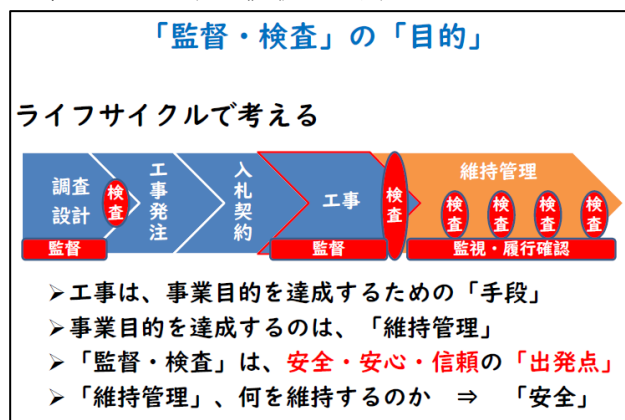 「監督・検査」の「目的」
ライフサイクルで考える
調査
設計
検査
工事発注
入札契約
工事
検査
維持管理
検査
検査
検査
検査
監督
監督
監視・履行確認
➢工事は、事業目的を達成するための「手段」
➢事業目的を達成するのは、「維持管理」
➢「監督・検査」は、安全・安心・信頼の「出発点」
➢「維持管理」、何を維持するのか ⇒ 「安全」